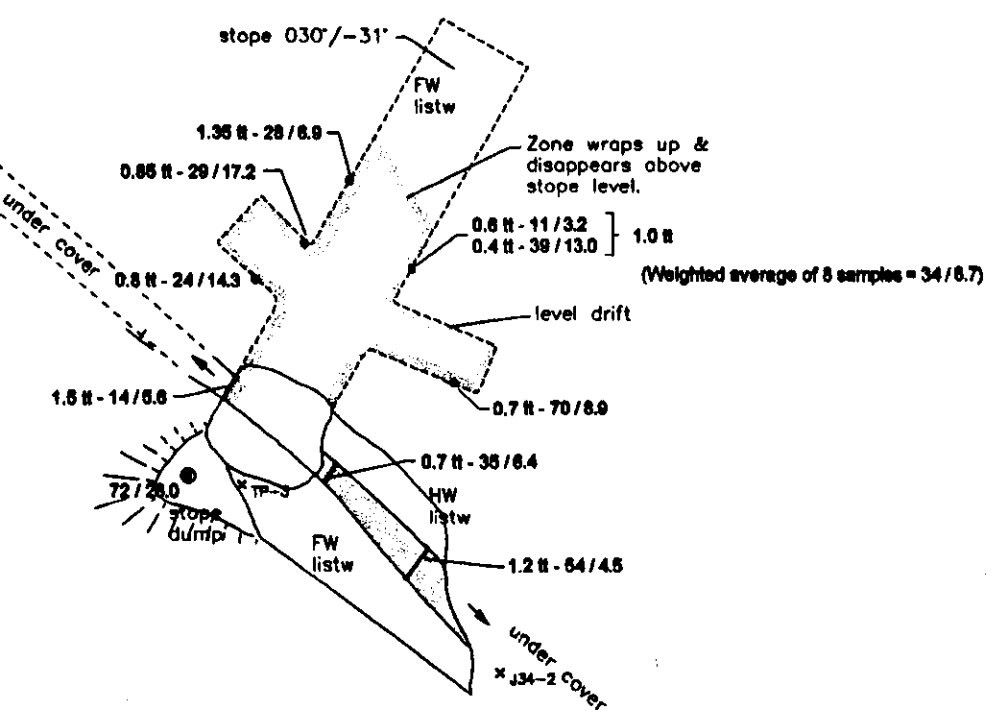 stope 030°/-31°
FW
listw
1.35 ft - 28 / 6.9
Zone wraps up &
disappears above
stope level.
0.85 ft - 29 / 17.2
under cover
0.6 ft - 11 / 3.2
0.4 ft - 39 / 13.0
1.0 ft
0.8 ft - 24 / 14.3
(Weighted average of 8 samples = 34 / 8.7)
level drift
1.5 ft - 14 / 5.6
0.7 ft - 70 / 8.9
0.7 ft - 35 / 6.4
72 /
TP-3
HW
listw
stope
dump
FW
listw
1.2 ft - 54 / 4.5
under cover
J34-2